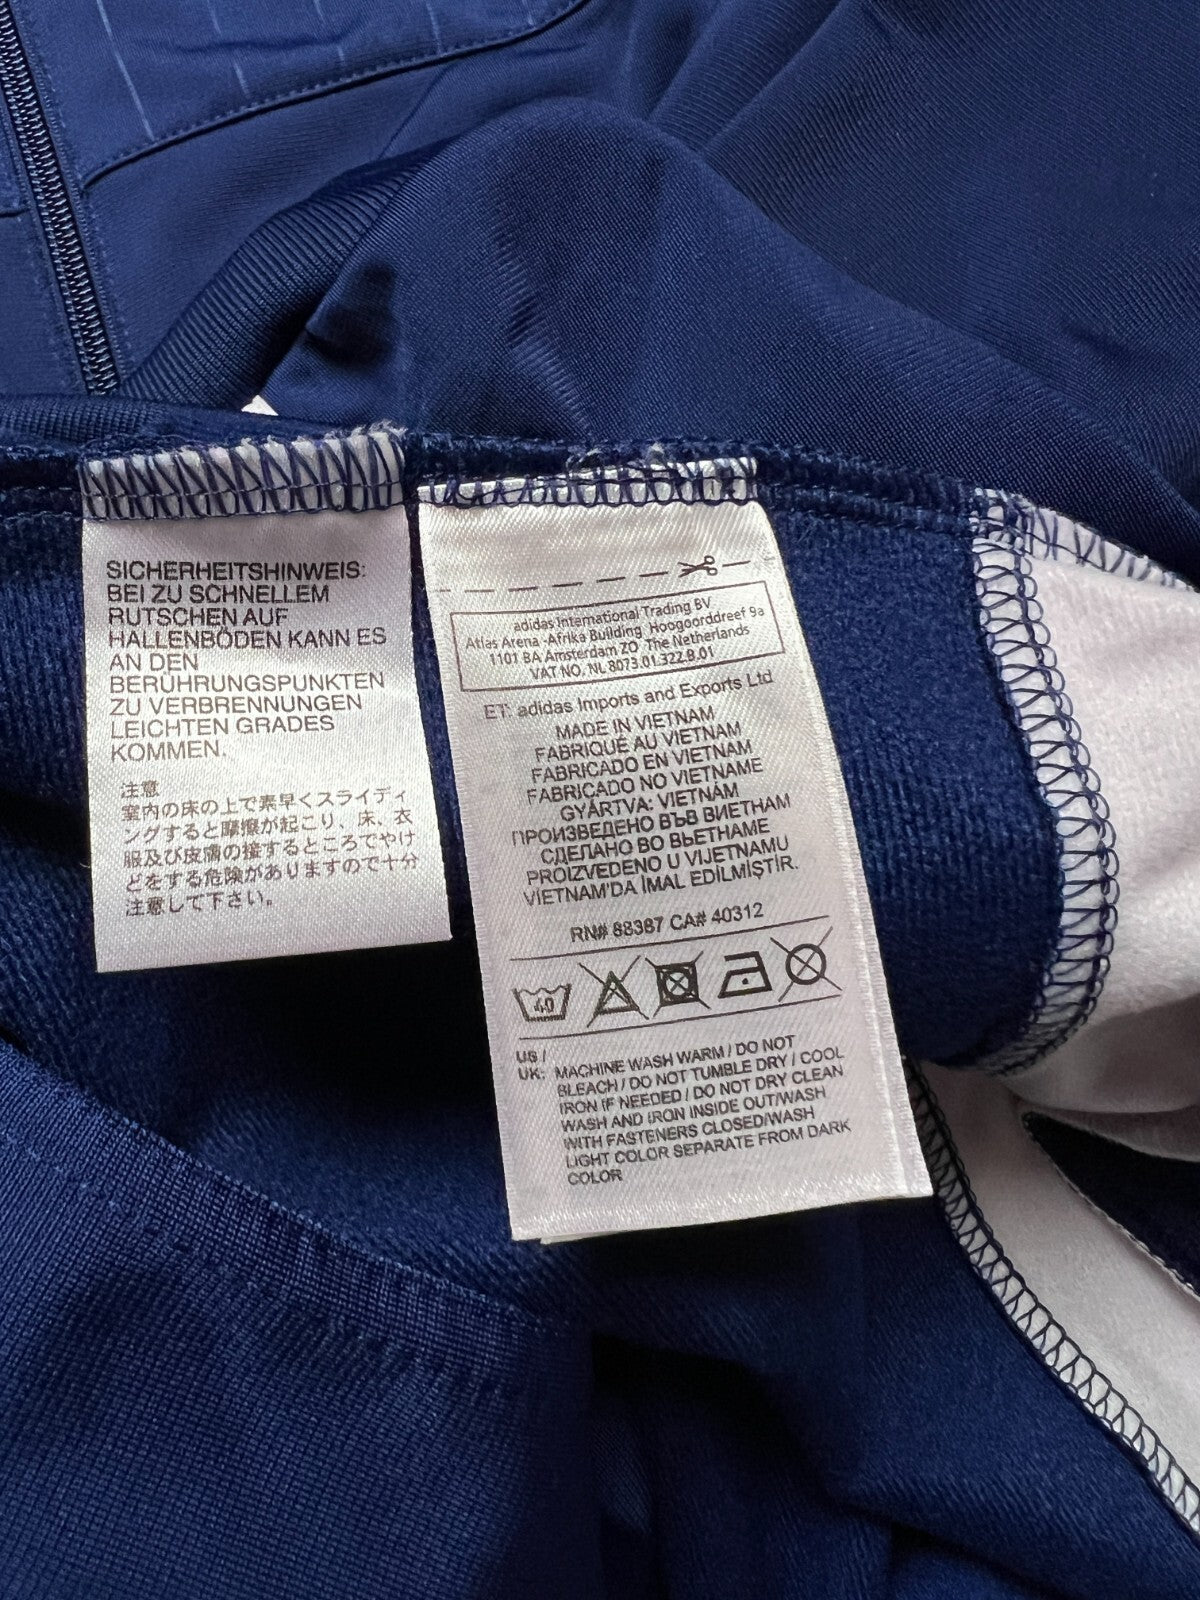 SICHERHEITSHINWEIS:
BEI ZU SCHNELLEM
RUTSCHEN AUF
HALLENBÖDEN KANN ES
AN DEN
BERÜHRUNGSPUNKTEN
ZU VERBRENNUNGEN
LEICHTEN GRADES
KOMMEN.
注意
室内の床の上で素早くスライディ
ングすると摩擦が起こり、床、衣
服及び皮膚の接するところでやけ
どをする危険がありますので十分
注意して下さい。
adidas International Trading BV
Atlas Arena -Afrika Building Hoogoorddreef 9a
1101 BA Amsterdam ZO The Netherlands
VAT NO. NL 8073.01.322.B.01
ET: adidas Imports and Exports Ltd
MADE IN VIETNAM
FABRIQUÉ AU VIETNAM
FABRICADO EN VIETNAM
FABRICADO NO VIETNAME
GYÁRTVA: VIETNÁM
ПРОИЗВЕДЕНО ВЪВ ВИЕТНАМ
СДЕЛАНО ВО ВЬЕТНАМЕ
PROIZVEDENO U VIJETNAMU
VİETNAM'DA İMAL EDİLMİŞTİR.
RN# 88387 CA# 40312
40
US /
UK: MACHINE WASH WARM / DO NOT
BLEACH / DO NOT TUMBLE DRY / COOL
IRON IF NEEDED / DO NOT DRY CLEAN
WASH AND IRON INSIDE OUT/WASH
WITH FASTENERS CLOSED/WASH
LIGHT COLOR SEPARATE FROM DARK
COLOR